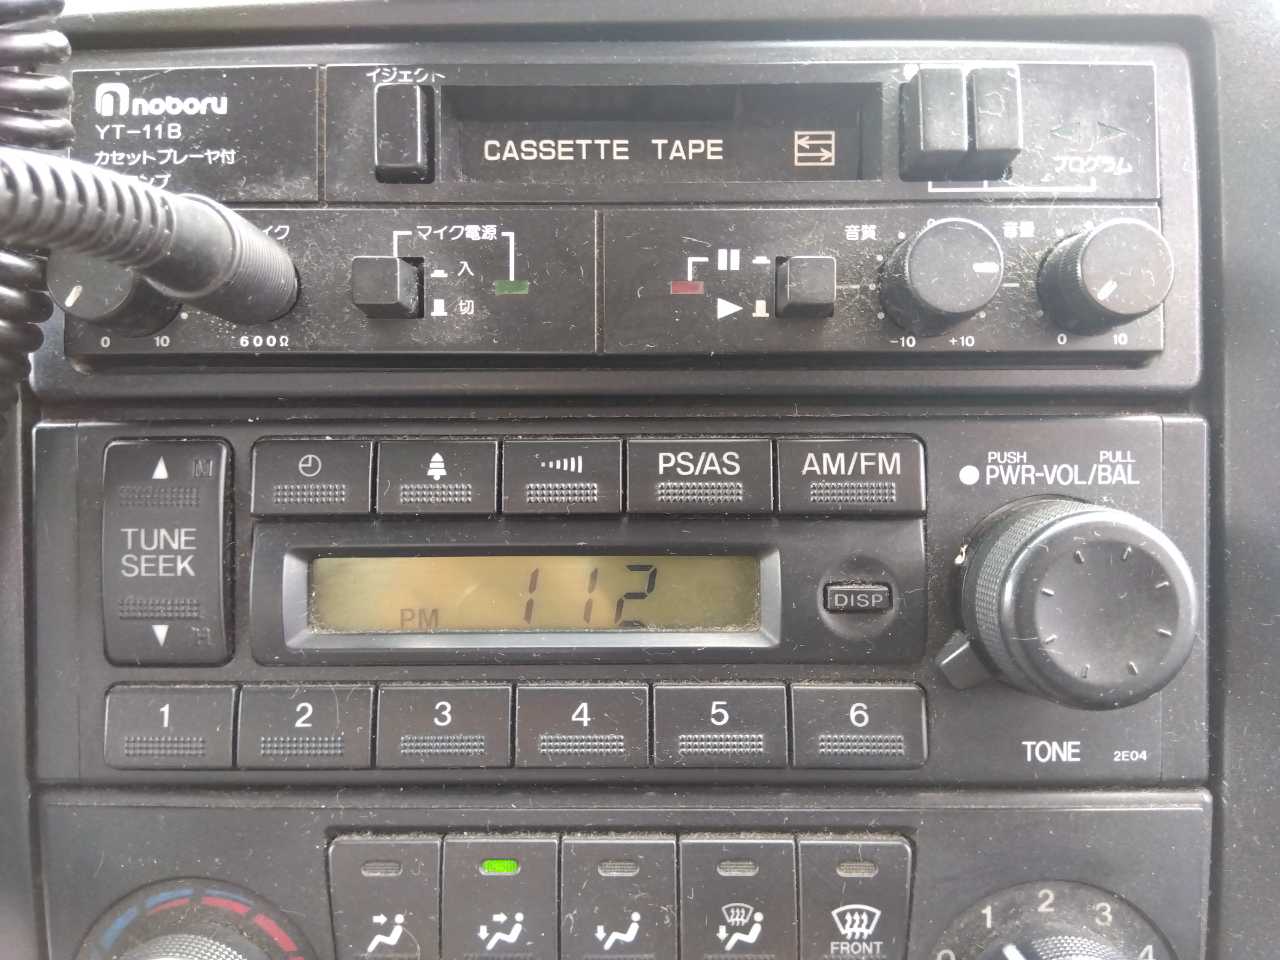 イジェクト
noboru
YT-11B
カセットプレーヤ付
CASSETTE TAPE
プログラム
マイク電源
入
切
音質
音量
0 10
600Ω
0
-10 +10
0 10
M
TUNE
SEEK
H
PS/AS
AM/FM
PUSH PULL
PWR-VOL/BAL
PM 112
DISP
1 2 3 4 5 6
TONE
2E04
FRONT
0 1 2 3 4